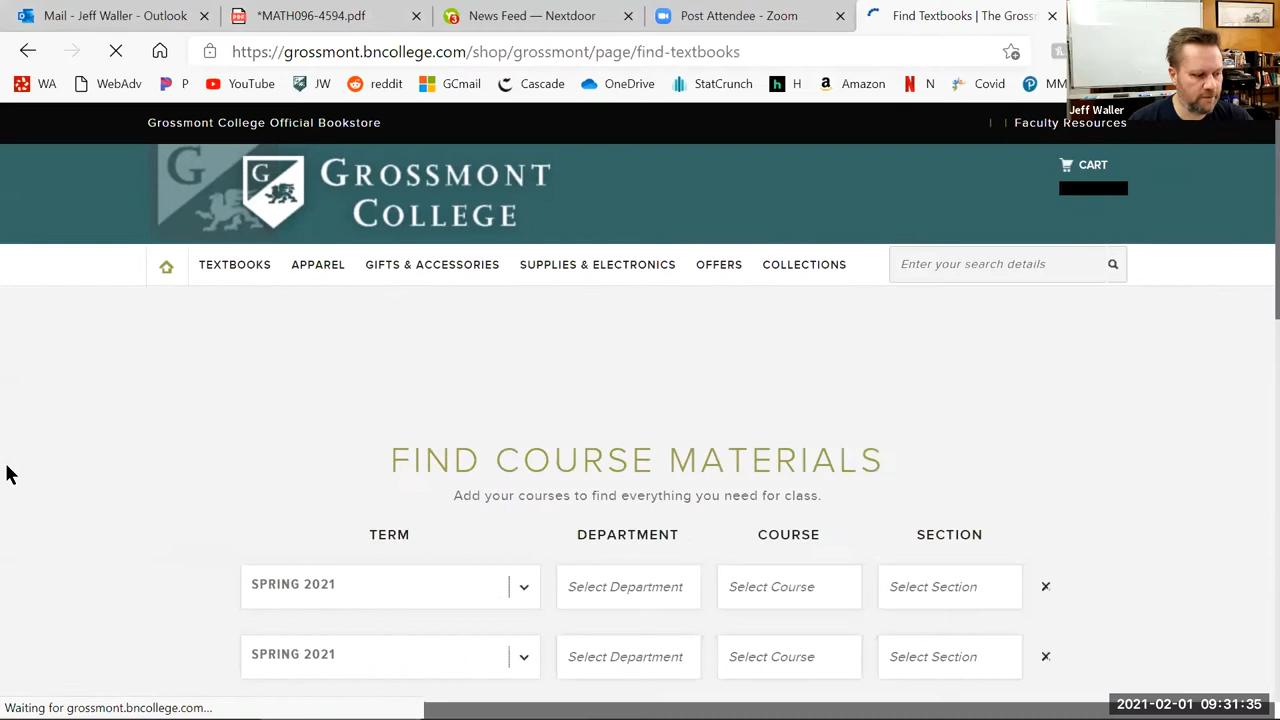 Mail - Jeff Waller - Outlook
*MATH096-4594.pdf
News Feed — Nextdoor
Post Attendee - Zoom
Find Textbooks | The Gross
https://grossmont.bncollege.com/shop/grossmont/page/find-textbooks
WA
WebAdv
P
YouTube
reddit
GCmail
Canvas
OneDrive
StatCrunch
H
Amazon
N
Covid
Jeff Waller
Grossmont College Official Bookstore
Faculty Resources
GROSSMONT
COLLEGE
CART
TEXTBOOKS APPAREL GIFTS & ACCESSORIES SUPPLIES & ELECTRONICS OFFERS COLLECTIONS
Enter your search details
FIND COURSE MATERIALS
Add your courses to find everything you need for class.
TERM DEPARTMENT COURSE SECTION
SPRING 2021 Select Department Select Course Select Section
SPRING 2021 Select Department Select Course Select Section
Waiting for grossmont.bncollege.com...
2021-02-01 09:31:35